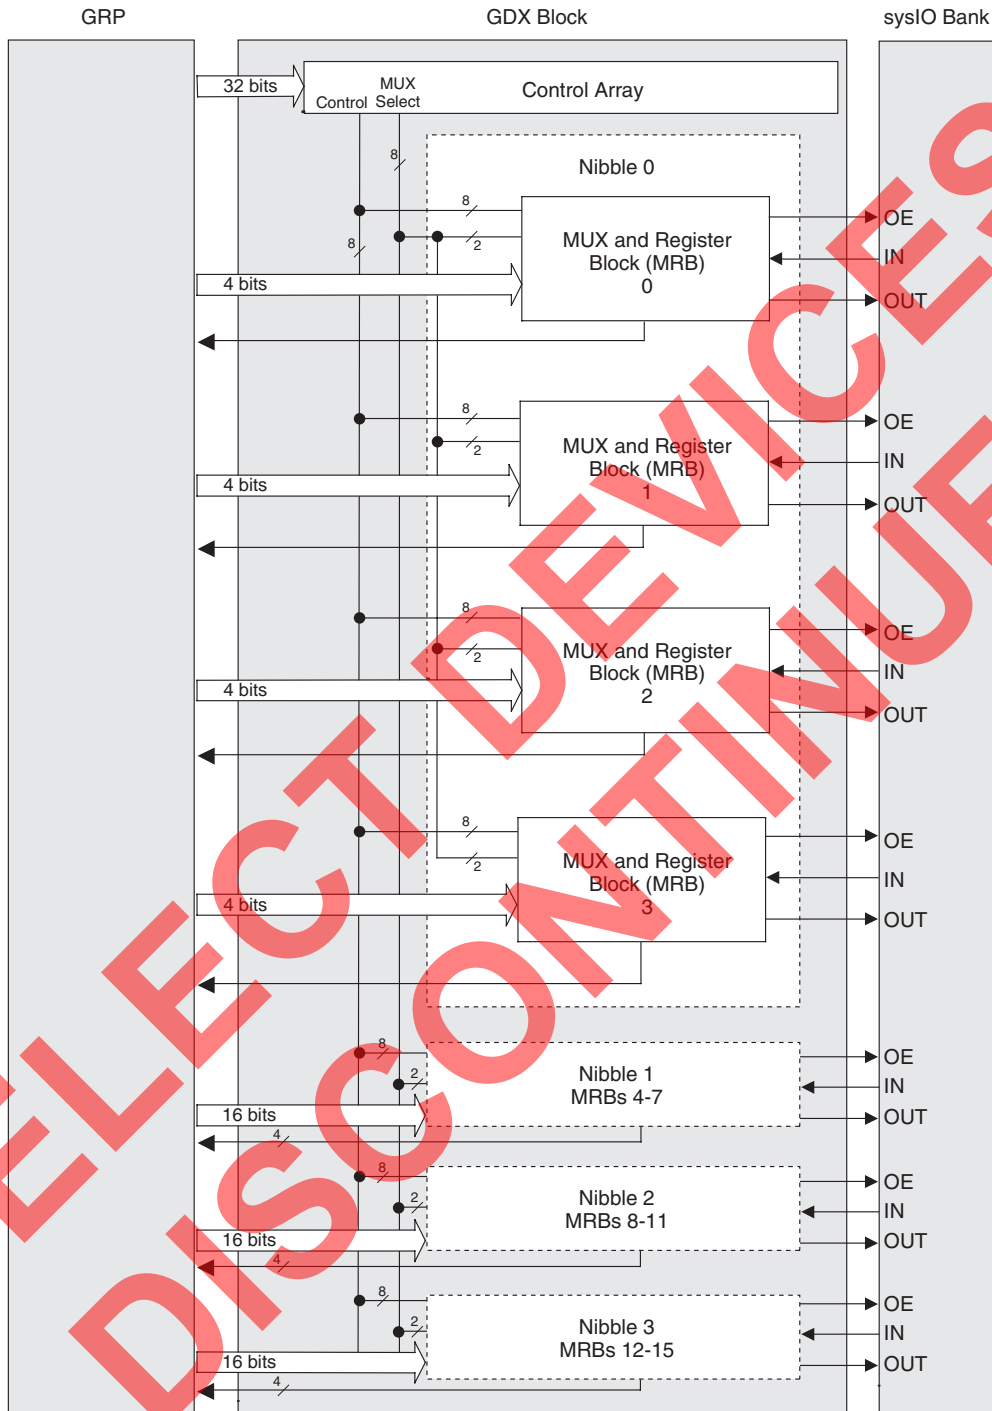 GRP
GDX Block
sysIO Bank
32 bits
MUX
Control Select
Control Array
8
Nibble 0
8
8
2
MUX and Register
Block (MRB)
0
4 bits
OE
IN
OUT
8
2
MUX and Register
Block (MRB)
1
4 bits
OE
IN
OUT
8
2
MUX and Register
Block (MRB)
2
4 bits
OE
IN
OUT
8
2
MUX and Register
Block (MRB)
3
4 bits
OE
IN
OUT
8
2
Nibble 1
MRBs 4-7
16 bits
4
OE
IN
OUT
8
2
Nibble 2
MRBs 8-11
16 bits
4
OE
IN
OUT
8
2
Nibble 3
MRBs 12-15
16 bits
4
OE
IN
OUT
ELECT DEVICES
DISCONTINUE